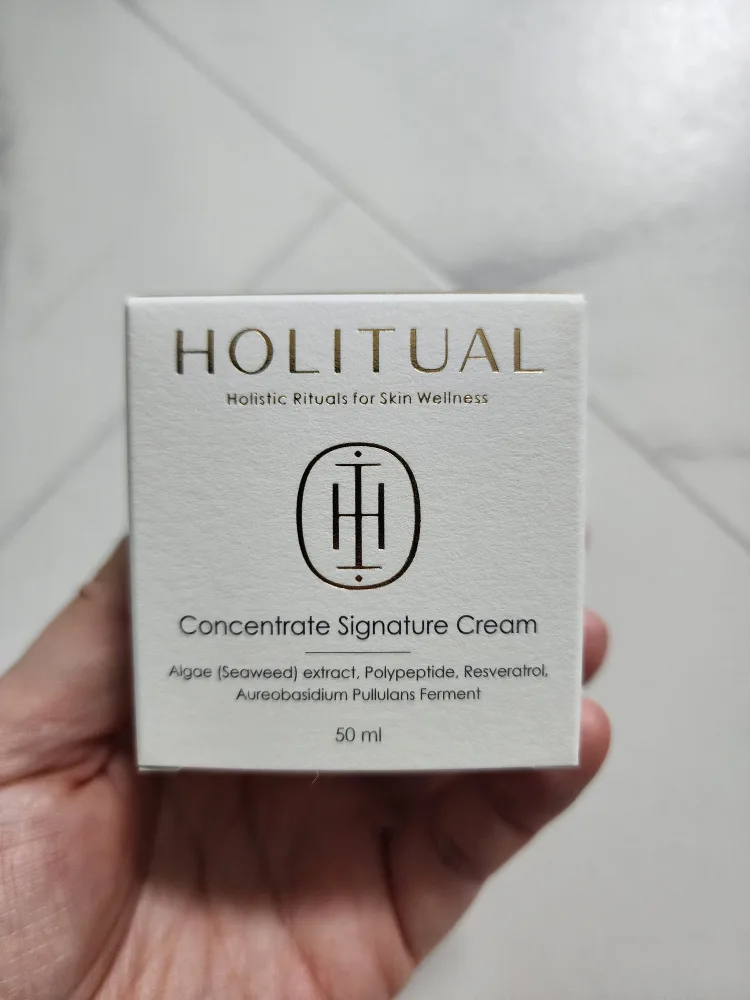 HOLITUAL
Holistic Rituals for Skin Wellness
Concentrate Signature Cream
Algae (Seaweed) extract, Polypeptide, Resveratrol,
Aureobasidium Pullulans Ferment
50 ml